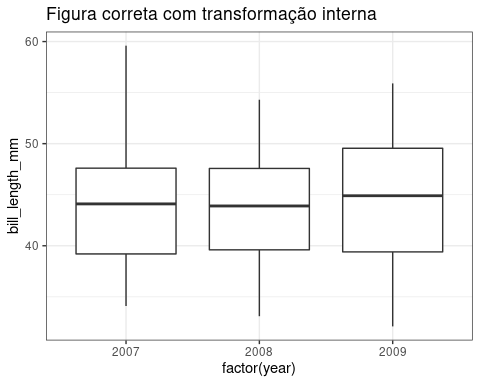 Figura correta com transformação interna
60
50
40
bill_length_mm
2007 2008 2009
factor(year)